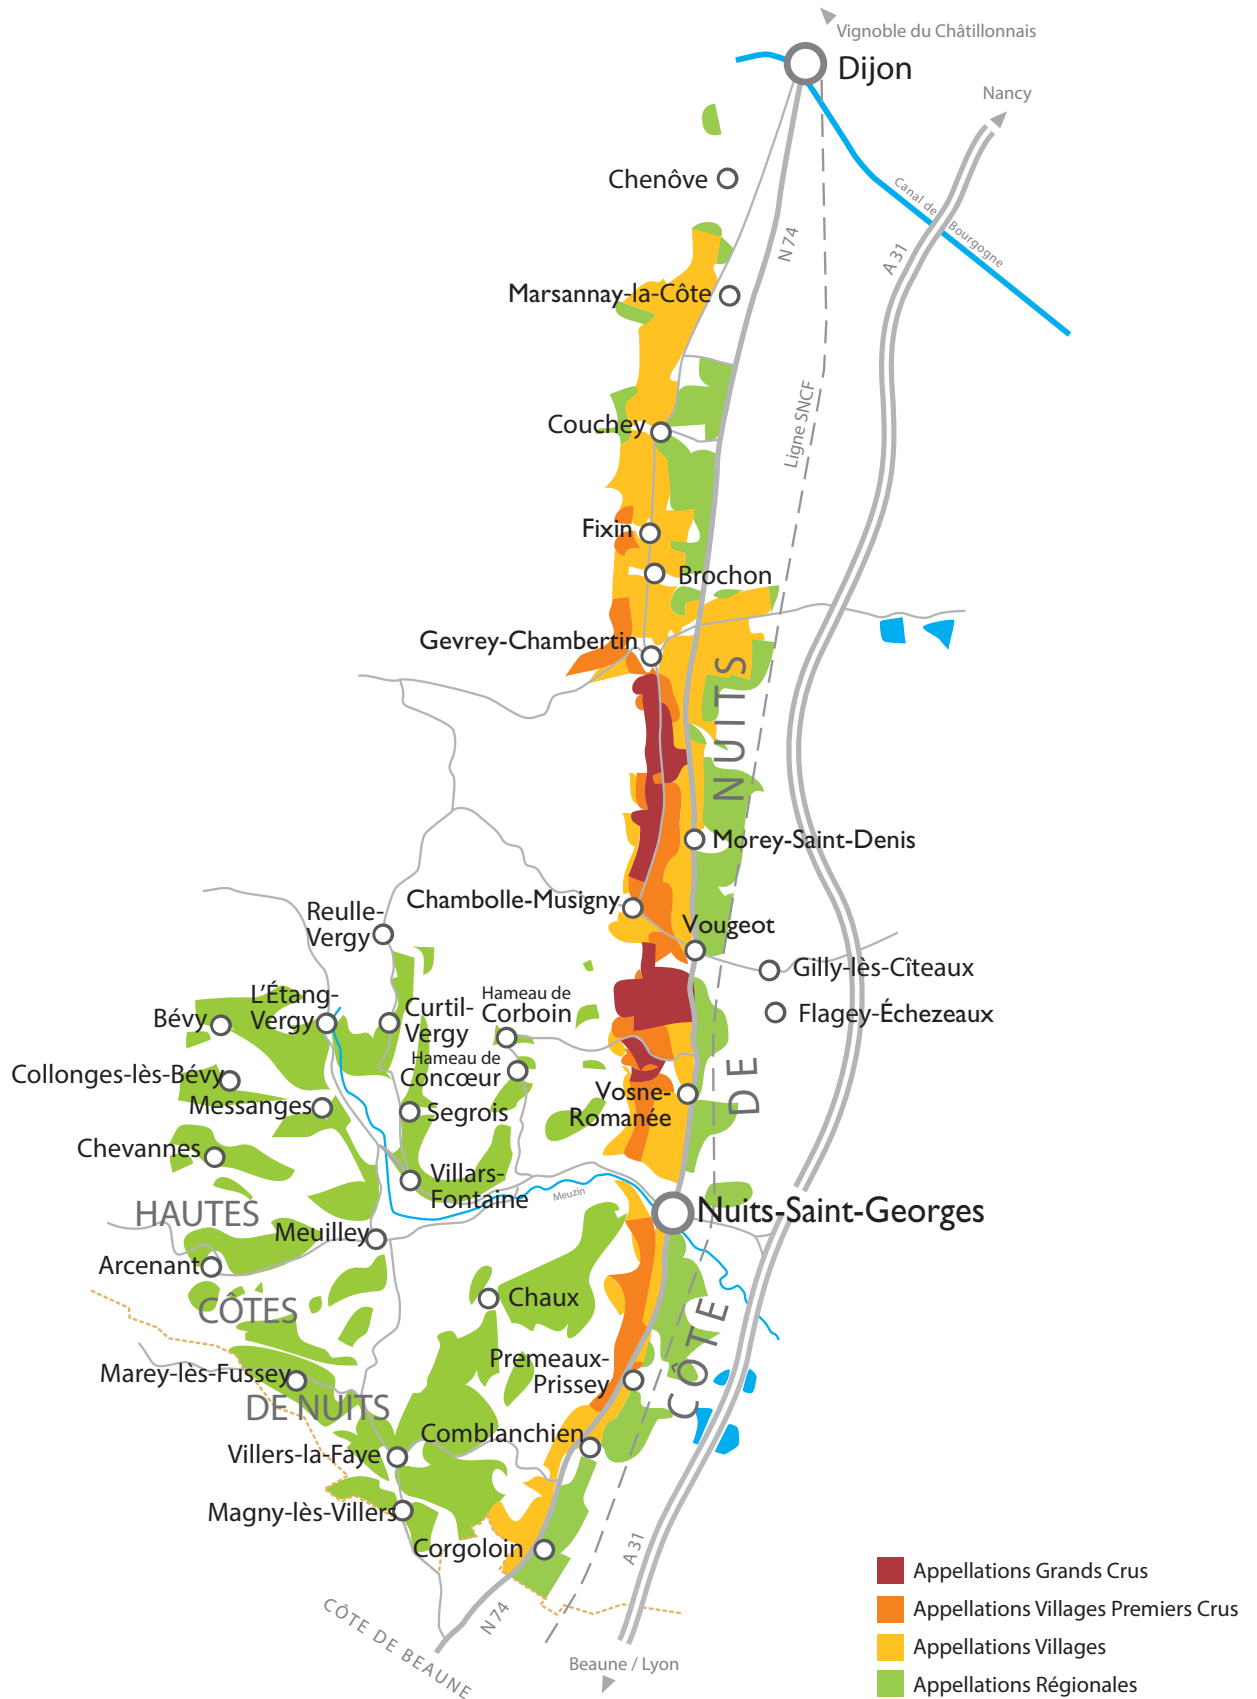 Vignoble du Châtillonnais
Dijon
Nancy
Chenôve
Canal de
Bourgogne
N 74
A 31
Marsannay-la-Côte
Ligne SNCF
Couchey
Fixin
Brochon
Gevrey-Chambertin
NUITS
Morey-Saint-Denis
Chambolle-Musigny
Reulle-
Vergy
Vougeot
Gilly-lès-Cîteaux
L'Étang-
Vergy
Bévy
Curtil-
Vergy
Hameau de
Corboin
Flagey-Échezeaux
Hameau de
Concœur
Collonges-lès-Bévy
Messanges
Segrois
Vosne-
Romanée
DE
Chevannes
Villars-
Fontaine
Meuzin
HAUTES
Nuits-Saint-Georges
Meuilley
Arcenant
CÔTES
Chaux
CÔTE
Premeaux-
Prissey
Marey-lès-Fussey
DE NUITS
Comblanchien
Villers-la-Faye
Magny-lès-Villers
Corgoloin
A 31
N 74
CÔTE DE BEAUNE
Beaune / Lyon
Appellations Grands Crus
Appellations Villages Premiers Crus
Appellations Villages
Appellations Régionales